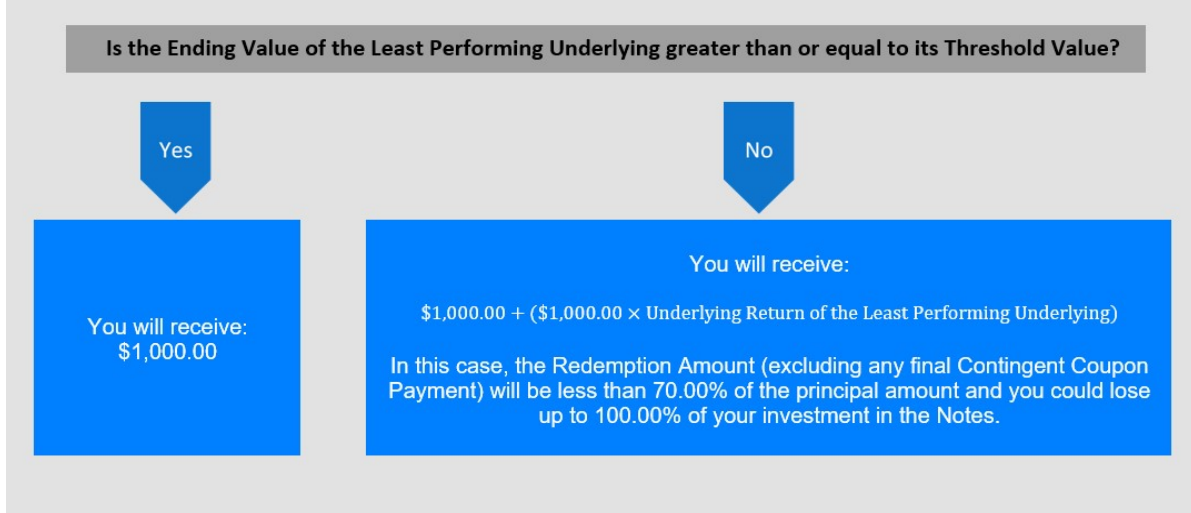 Is the Ending Value of the Least Performing Underlying greater than or equal to its Threshold Value?
Yes
No
You will receive:
$1,000.00
You will receive:
$1,000.00 + ($1,000.00 × Underlying Return of the Least Performing Underlying)
In this case, the Redemption Amount (excluding any final Contingent Coupon
Payment) will be less than 70.00% of the principal amount and you could lose
up to 100.00% of your investment in the Notes.